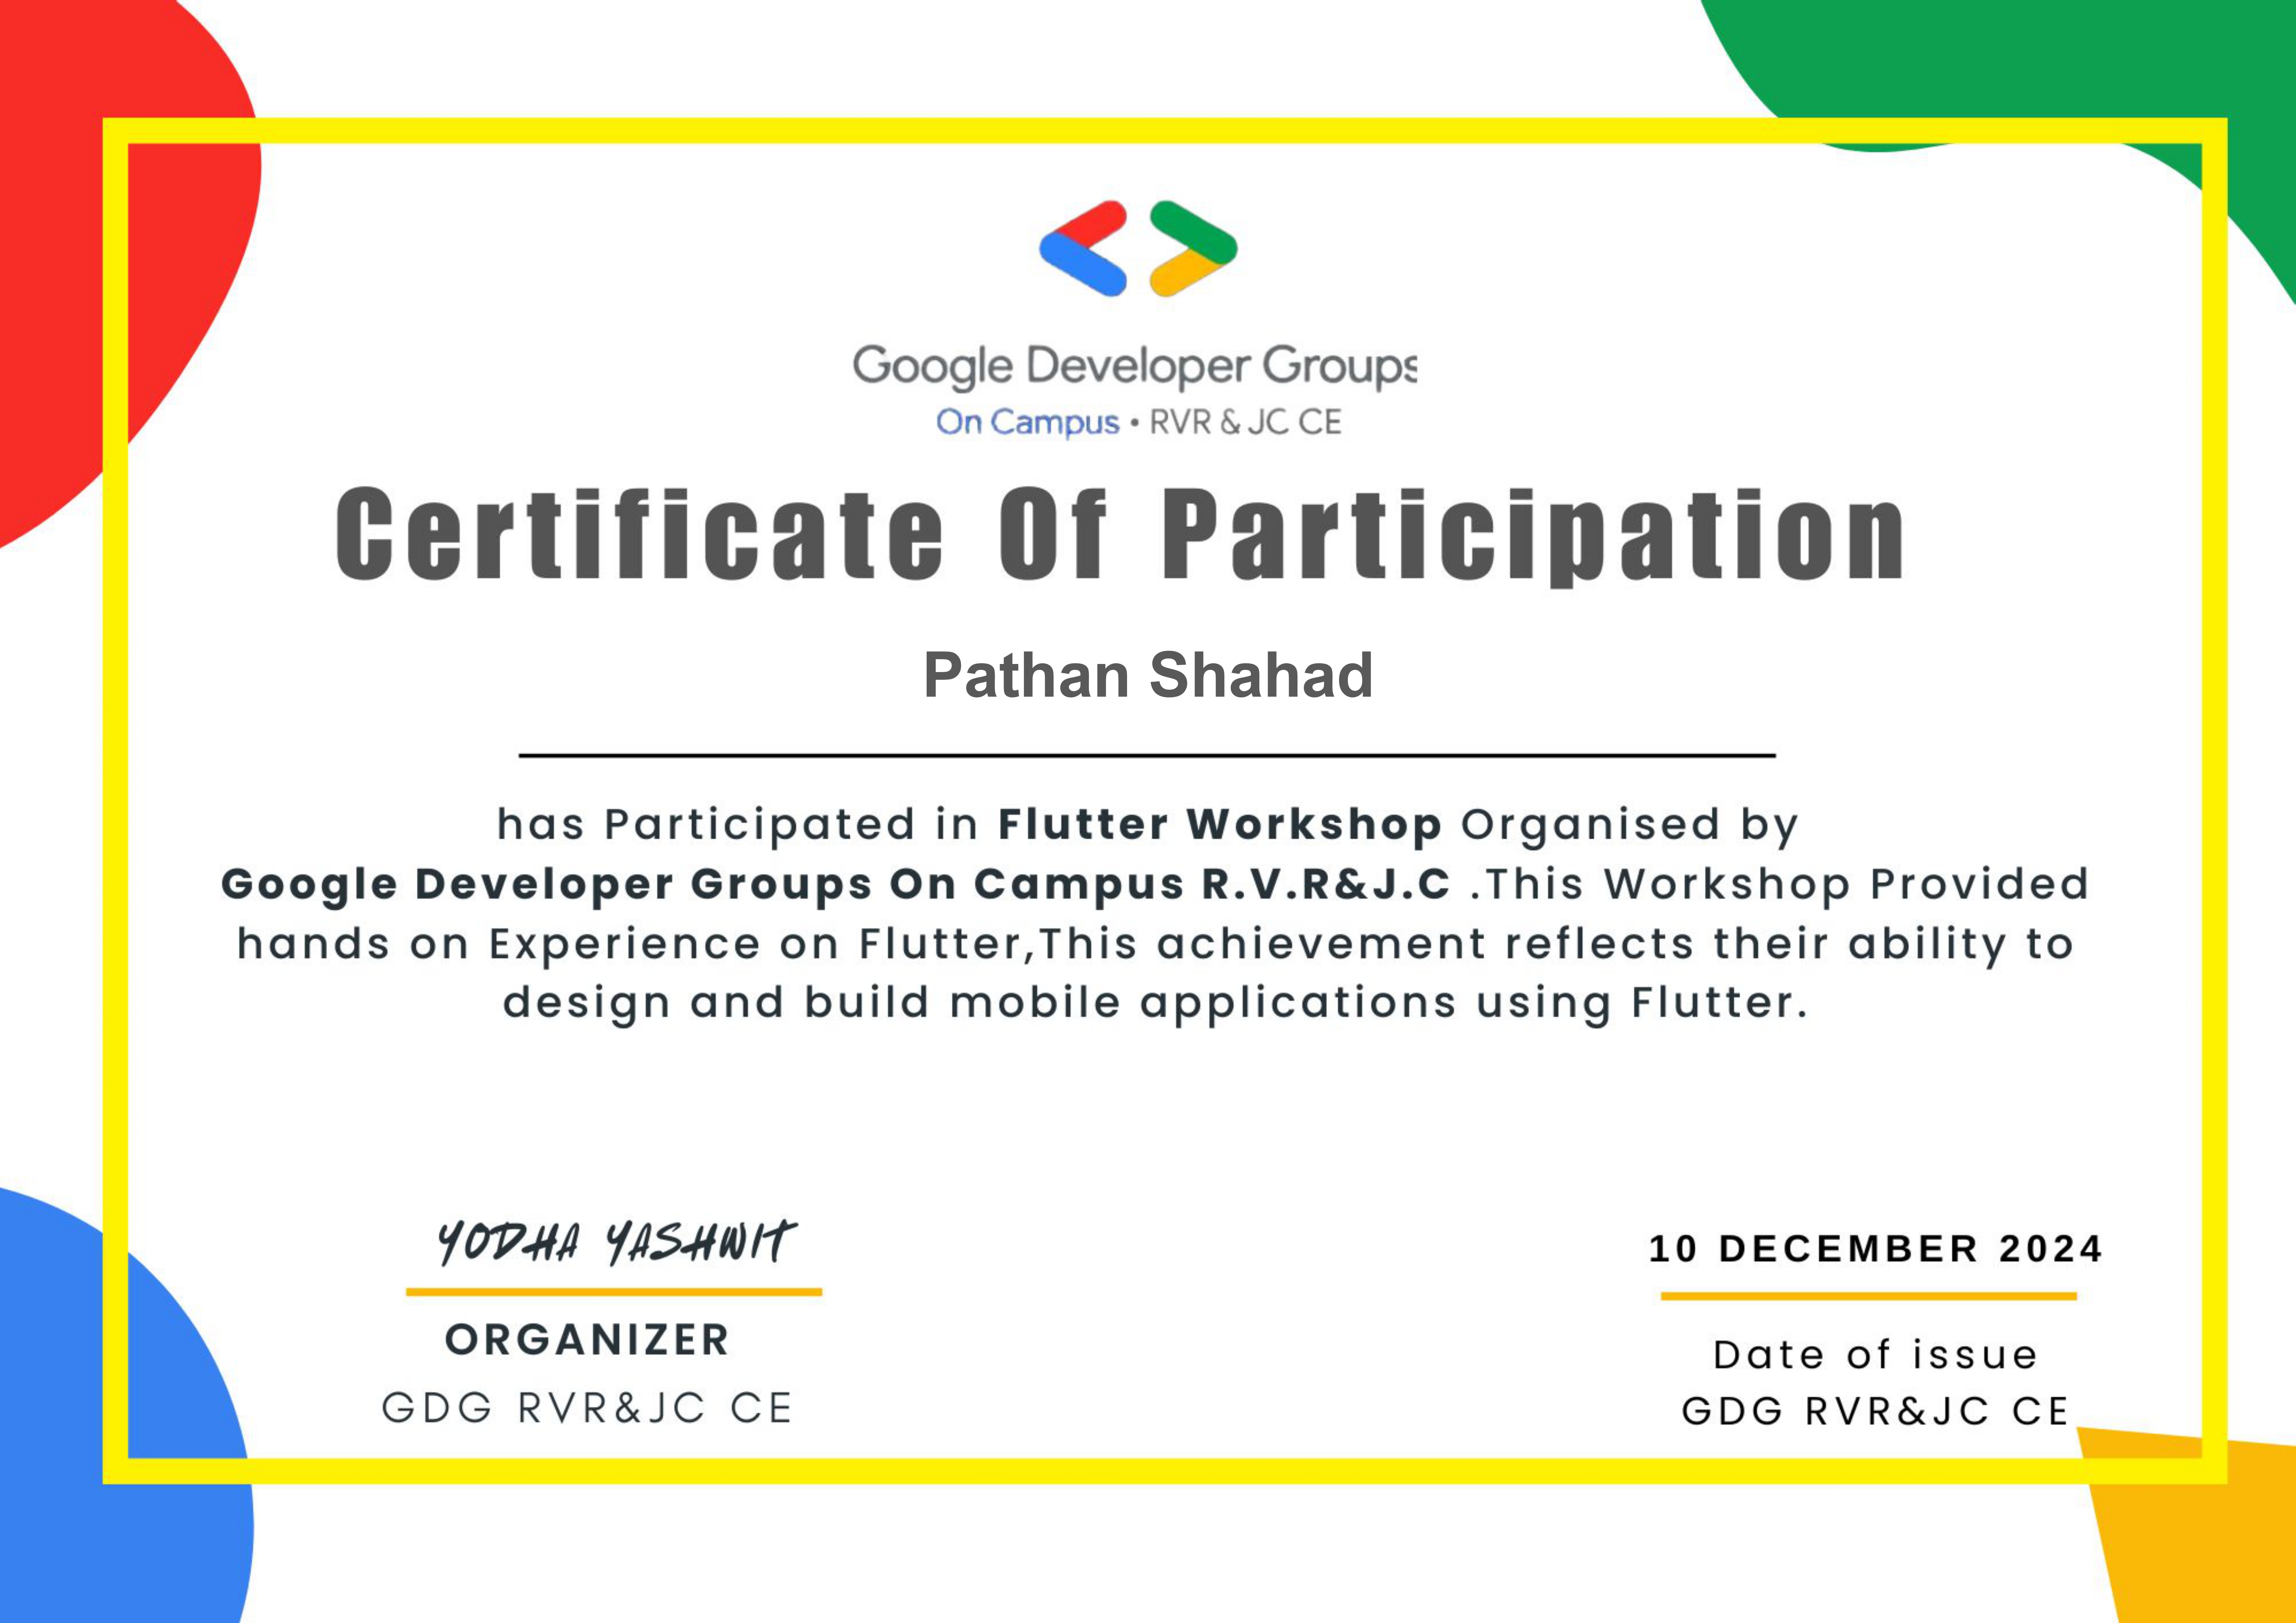 Google Developer Groups
On Campus • RVR & JC CE
Certificate Of Participation
Pathan Shahad
has Participated in Flutter Workshop Organised by
Google Developer Groups On Campus R.V.R&J.C .This Workshop Provided
hands on Experience on Flutter,This achievement reflects their ability to
design and build mobile applications using Flutter.
YODHA YASHWIT
ORGANIZER
GDG RVR&JC CE
10 DECEMBER 2024
Date of issue
GDG RVR&JC CE